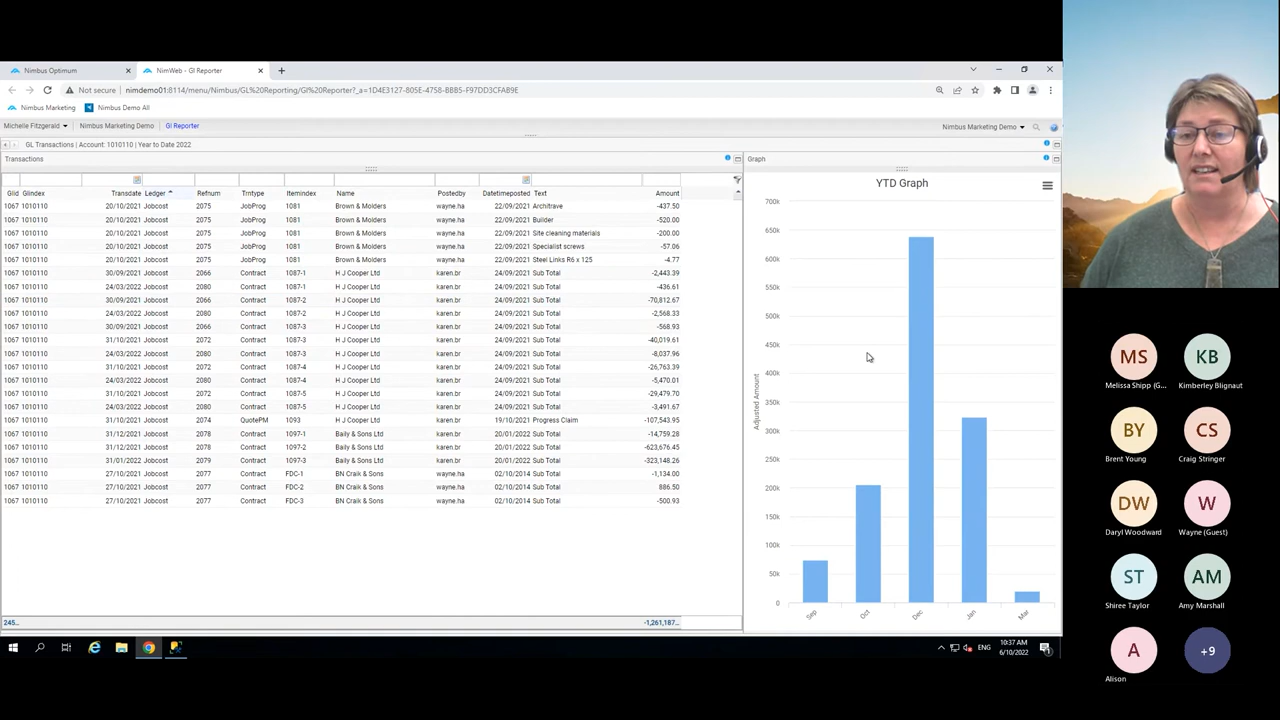 Nimbus Optimum
NimWeb - Gl Reporter
Not secure
nimdemo01:8114/menu/Nimbus/GL%20Reporting/Gl%20Reporter?_a=1D4E3127-805E-4758-BBB5-F97DD3CFAB9E
Nimbus Marketing Nimbus Demo All
Michelle Fitzgerald Nimbus Marketing Demo Gl Reporter Nimbus Marketing Demo
GL Transactions | Account: 1010110 | Year to Date 2022
Transactions
Glid Glindex Transdate Ledger Refnum Trntype Itemindex Name Postedby Datetimeposted Text Amount
1067 1010110 20/10/2021 Jobcost 2075 JobProg 1081 Brown & Molders wayne.ha 22/09/2021 Architrave -437.50
1067 1010110 20/10/2021 Jobcost 2075 JobProg 1081 Brown & Molders wayne.ha 22/09/2021 Builder -520.00
1067 1010110 20/10/2021 Jobcost 2075 JobProg 1081 Brown & Molders wayne.ha 22/09/2021 Site cleaning materials -200.00
1067 1010110 20/10/2021 Jobcost 2075 JobProg 1081 Brown & Molders wayne.ha 22/09/2021 Specialist screws -57.06
1067 1010110 20/10/2021 Jobcost 2075 JobProg 1081 Brown & Molders wayne.ha 22/09/2021 Steel Links R6 x 125 -4.77
1067 1010110 30/09/2021 Jobcost 2066 Contract 1087-1 H J Cooper Ltd karen.br 24/09/2021 Sub Total -2,443.39
1067 1010110 24/03/2022 Jobcost 2080 Contract 1087-1 H J Cooper Ltd karen.br 24/09/2021 Sub Total -436.61
1067 1010110 30/09/2021 Jobcost 2066 Contract 1087-2 H J Cooper Ltd karen.br 24/09/2021 Sub Total -70,812.67
1067 1010110 24/03/2022 Jobcost 2080 Contract 1087-2 H J Cooper Ltd karen.br 24/09/2021 Sub Total -2,568.33
1067 1010110 30/09/2021 Jobcost 2066 Contract 1087-3 H J Cooper Ltd karen.br 24/09/2021 Sub Total -568.93
1067 1010110 31/10/2021 Jobcost 2072 Contract 1087-3 H J Cooper Ltd karen.br 24/09/2021 Sub Total -40,019.61
1067 1010110 24/03/2022 Jobcost 2080 Contract 1087-3 H J Cooper Ltd karen.br 24/09/2021 Sub Total -8,037.96
1067 1010110 31/10/2021 Jobcost 2072 Contract 1087-4 H J Cooper Ltd karen.br 24/09/2021 Sub Total -26,763.39
1067 1010110 24/03/2022 Jobcost 2080 Contract 1087-4 H J Cooper Ltd karen.br 24/09/2021 Sub Total -5,470.01
1067 1010110 31/10/2021 Jobcost 2072 Contract 1087-5 H J Cooper Ltd karen.br 24/09/2021 Sub Total -29,479.70
1067 1010110 24/03/2022 Jobcost 2080 Contract 1087-5 H J Cooper Ltd karen.br 24/09/2021 Sub Total -3,491.67
1067 1010110 31/10/2021 Jobcost 2074 QuotePM 1093 H J Cooper Ltd karen.br 19/10/2021 Progress Claim -107,543.95
1067 1010110 31/12/2021 Jobcost 2078 Contract 1097-1 Baily & Sons Ltd karen.br 20/01/2022 Sub Total -14,759.28
1067 1010110 31/12/2021 Jobcost 2078 Contract 1097-2 Baily & Sons Ltd karen.br 20/01/2022 Sub Total -623,676.45
1067 1010110 31/01/2022 Jobcost 2079 Contract 1097-2 Baily & Sons Ltd karen.br 20/01/2022 Sub Total -323,148.26
1067 1010110 27/10/2021 Jobcost 2077 Contract FDC-1 BN Craik & Sons wayne.ha 02/10/2014 Sub Total -1,134.00
1067 1010110 27/10/2021 Jobcost 2077 Contract FDC-2 BN Craik & Sons wayne.ha 02/10/2014 Sub Total 886.50
1067 1010110 27/10/2021 Jobcost 2077 Contract FDC-3 BN Craik & Sons wayne.ha 02/10/2014 Sub Total -500.93
245... -1,261,187...
Graph
YTD Graph
Adjusted Amount
700k
650k
600k
550k
500k
450k
400k
350k
300k
250k
200k
150k
100k
50k
0
Sep Oct Dec Jan Mar
ENG
10:37 AM
6/10/2022
MS KB
Melissa Shipp (G... Kimberley Blignaut
BY CS
Brent Young Craig Stringer
DW W
Daryl Woodward Wayne (Guest)
ST AM
Shiree Taylor Amy Marshall
A +9
Alison